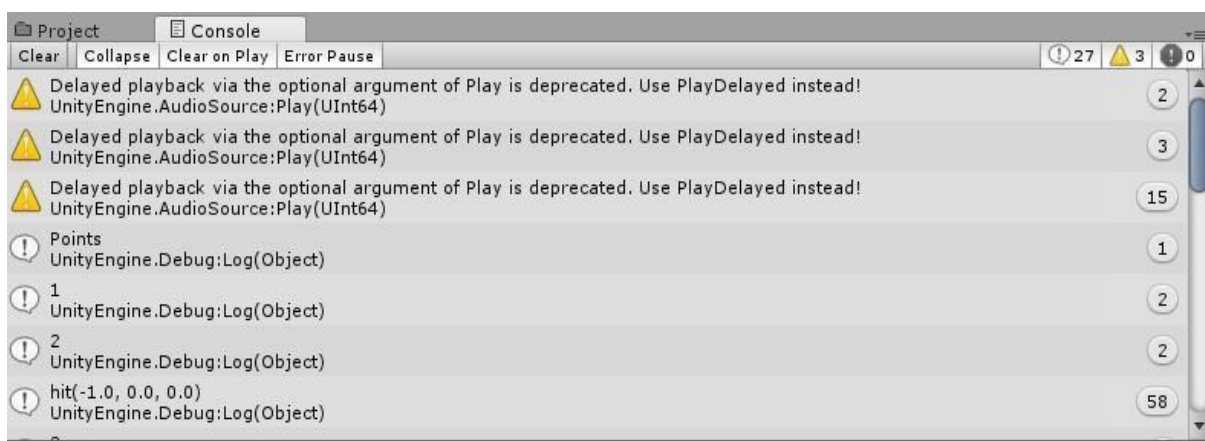 Project Console
Clear Collapse Clear on Play Error Pause 27 3 0
Delayed playback via the optional argument of Play is deprecated. Use PlayDelayed instead!
UnityEngine.AudioSource:Play(UInt64)
2
Delayed playback via the optional argument of Play is deprecated. Use PlayDelayed instead!
UnityEngine.AudioSource:Play(UInt64)
3
Delayed playback via the optional argument of Play is deprecated. Use PlayDelayed instead!
UnityEngine.AudioSource:Play(UInt64)
15
Points
UnityEngine.Debug:Log(Object)
1
1
UnityEngine.Debug:Log(Object)
2
2
UnityEngine.Debug:Log(Object)
2
hit(-1.0, 0.0, 0.0)
UnityEngine.Debug:Log(Object)
58